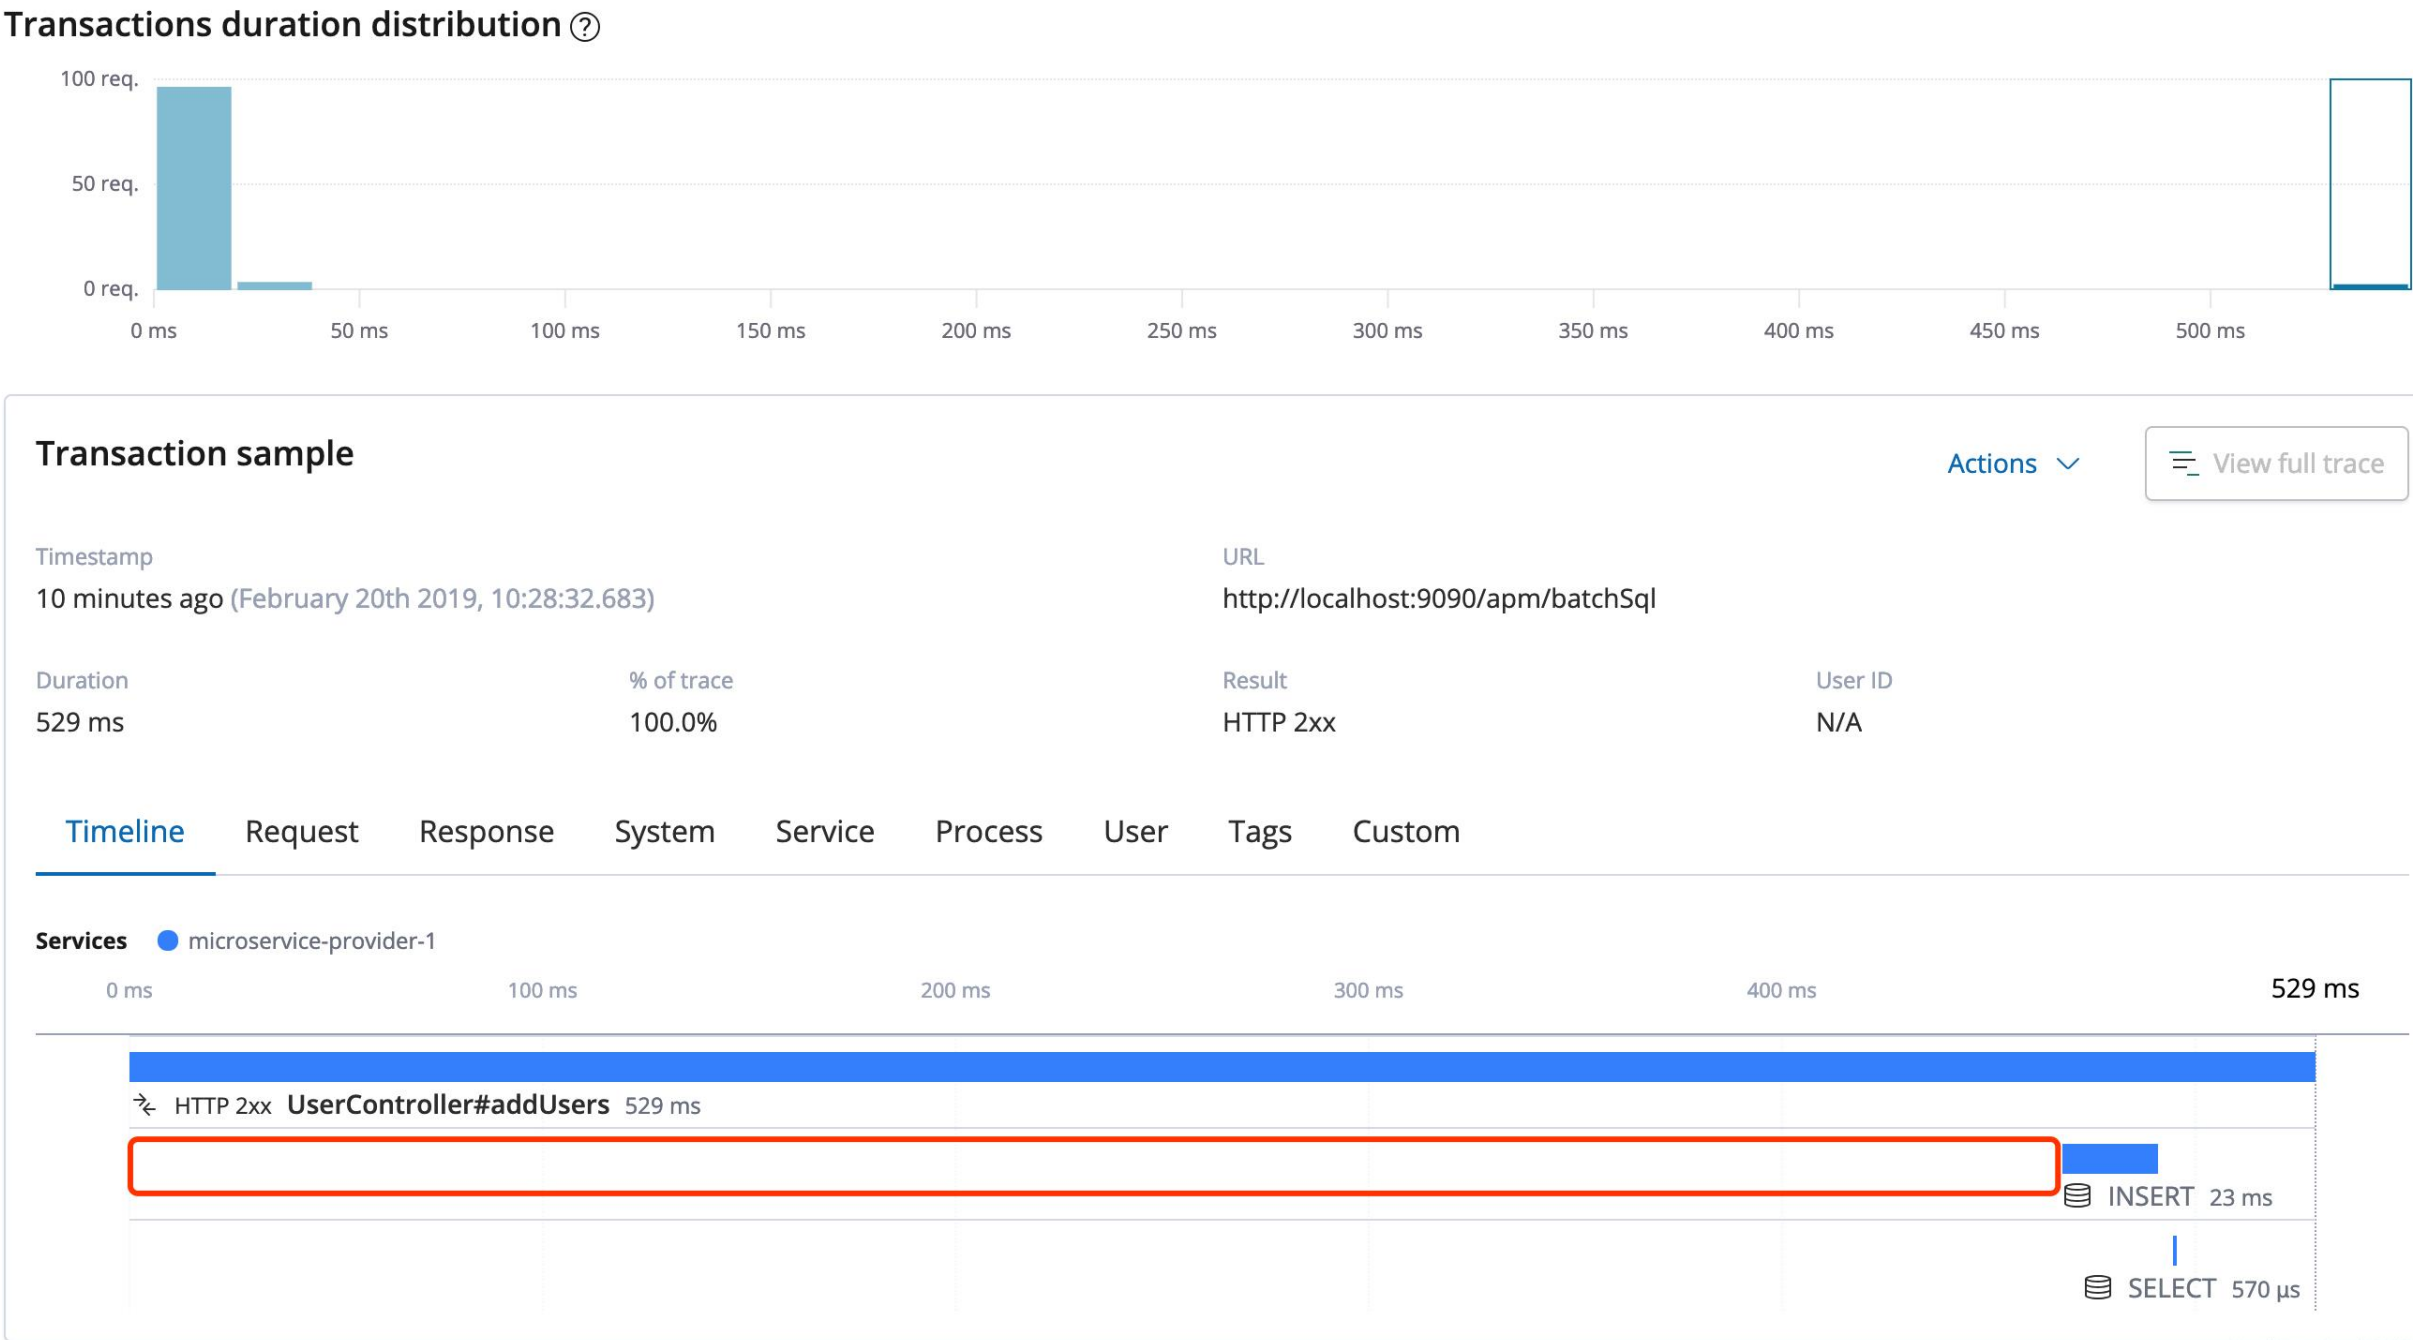 Transactions duration distribution ?
100 req.
50 req.
0 req.
0 ms 50 ms 100 ms 150 ms 200 ms 250 ms 300 ms 350 ms 400 ms 450 ms 500 ms
Transaction sample
Actions View full trace
Timestamp URL
10 minutes ago (February 20th 2019, 10:28:32.683) http://localhost:9090/apm/batchSql
Duration % of trace Result User ID
529 ms 100.0% HTTP 2xx N/A
Timeline Request Response System Service Process User Tags Custom
Services microservice-provider-1
0 ms 100 ms 200 ms 300 ms 400 ms 529 ms
HTTP 2xx UserController#addUsers 529 ms
INSERT 23 ms
SELECT 570 μs